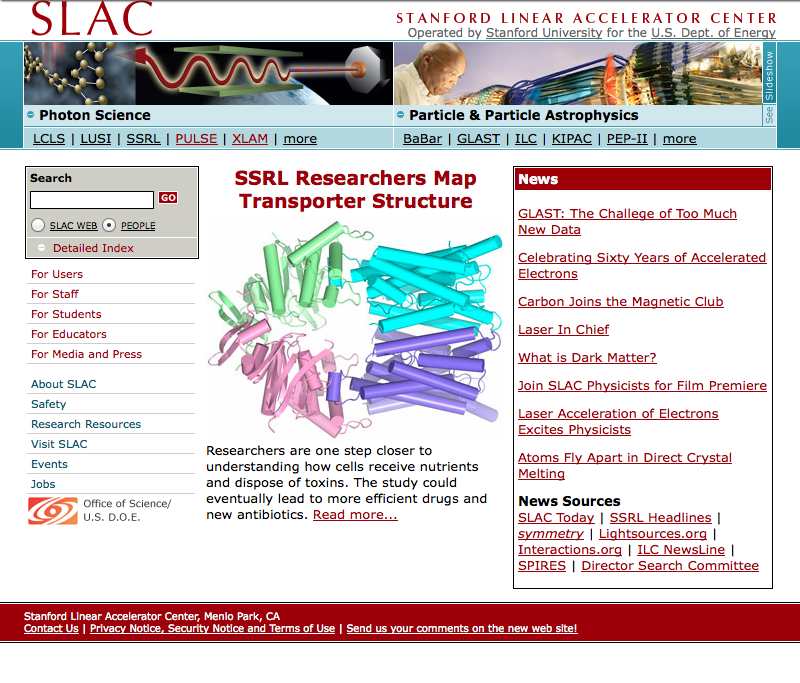 SLAC
STANFORD LINEAR ACCELERATOR CENTER
Operated by Stanford University for the U.S. Dept. of Energy
See Slideshow
Photon Science
LCLS | LUSI | SSRL | PULSE | XLAM | more
Particle & Particle Astrophysics
BaBar | GLAST | ILC | KIPAC | PEP-II | more
Search
GO
SLAC WEB PEOPLE
Detailed Index
For Users
For Staff
For Students
For Educators
For Media and Press
About SLAC
Safety
Research Resources
Visit SLAC
Events
Jobs
Office of Science/
U.S. D.O.E.
SSRL Researchers Map
Transporter Structure
Researchers are one step closer to
understanding how cells receive nutrients
and dispose of toxins. The study could
eventually lead to more efficient drugs and
new antibiotics. Read more...
News
GLAST: The Challege of Too Much
New Data
Celebrating Sixty Years of Accelerated
Electrons
Carbon Joins the Magnetic Club
Laser In Chief
What is Dark Matter?
Join SLAC Physicists for Film Premiere
Laser Acceleration of Electrons
Excites Physicists
Atoms Fly Apart in Direct Crystal
Melting
News Sources
SLAC Today | SSRL Headlines |
symmetry | Lightsources.org |
Interactions.org | ILC NewsLine |
SPIRES | Director Search Committee
Stanford Linear Accelerator Center, Menlo Park, CA
Contact Us | Privacy Notice, Security Notice and Terms of Use | Send us your comments on the new web site!